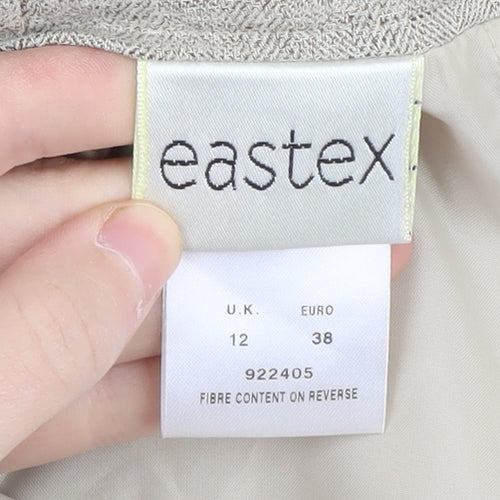 eastex
U.K. EURO
12 38
922405
FIBRE CONTENT ON REVERSE